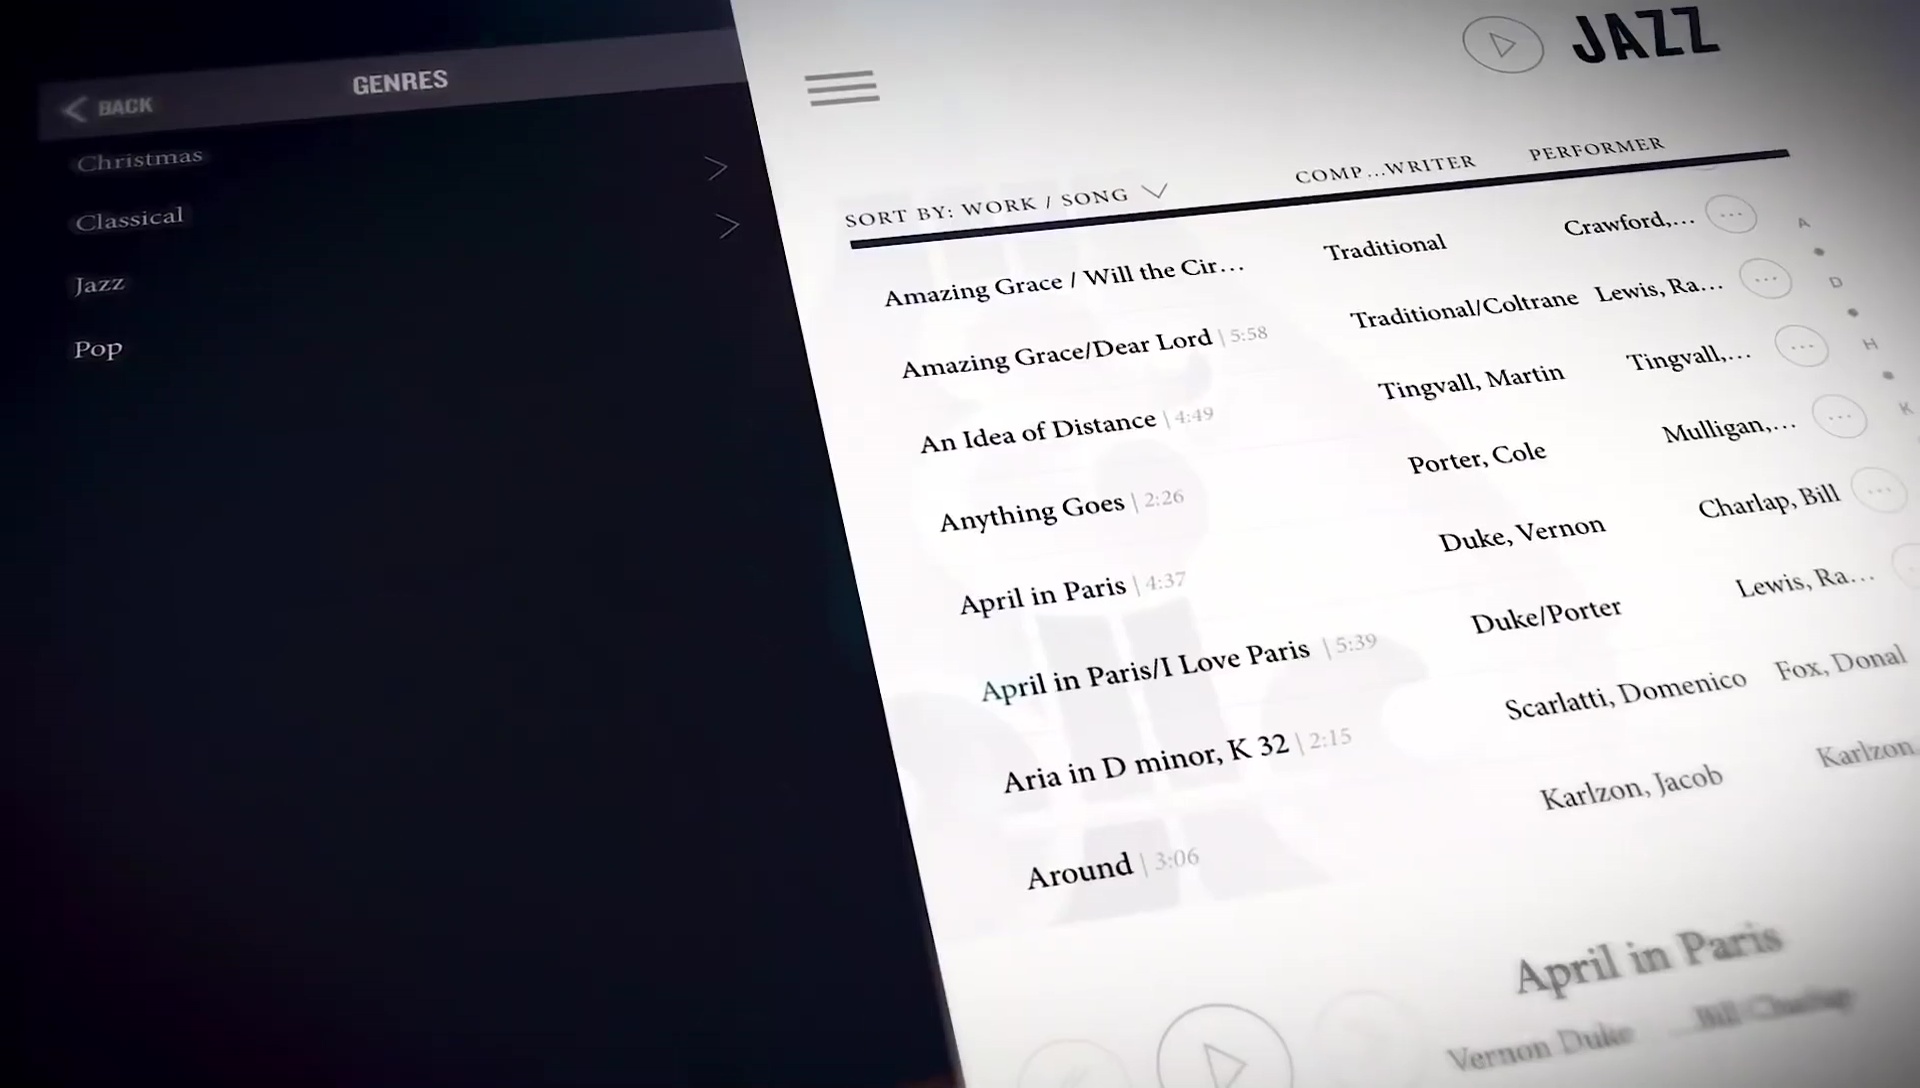 BACK
GENRES
Christmas
Classical
Jazz
Pop
JAZZ
SORT BY: WORK / SONG
COMP...WRITER
PERFORMER
Amazing Grace / Will the Cir... Traditional Crawford,...
Amazing Grace/Dear Lord | 5:58 Traditional/Coltrane Lewis, Ra...
An Idea of Distance | 4:49 Tingvall, Martin Tingvall,...
Anything Goes | 2:26 Porter, Cole Mulligan,...
April in Paris | 4:37 Duke, Vernon Charlap, Bill
April in Paris/I Love Paris | 5:39 Duke/Porter Lewis, Ra...
Aria in D minor, K 32 | 2:15 Scarlatti, Domenico Fox, Donal
Around | 3:06 Karlzon, Jacob Karlzon,
A
D
H
K
April in Paris
Vernon Duke Bill Charlap